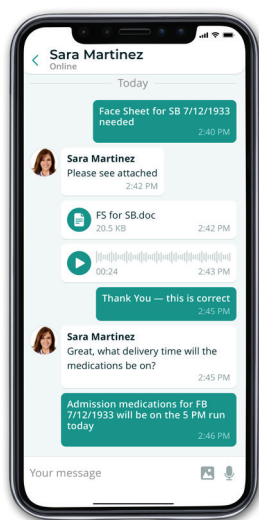 Sara Martinez
Online
Today
Face Sheet for SB 7/12/1933
needed
2:40 PM
Sara Martinez
Please see attached
2:42 PM
FS for SB.doc
20.5 KB
2:42 PM
00:24
2:43 PM
Thank You — this is correct
2:45 PM
Sara Martinez
Great, what delivery time will the
medications be on?
2:45 PM
Admission medications for FB
7/12/1933 will be on the 5 PM run
today
2:46 PM
Your message